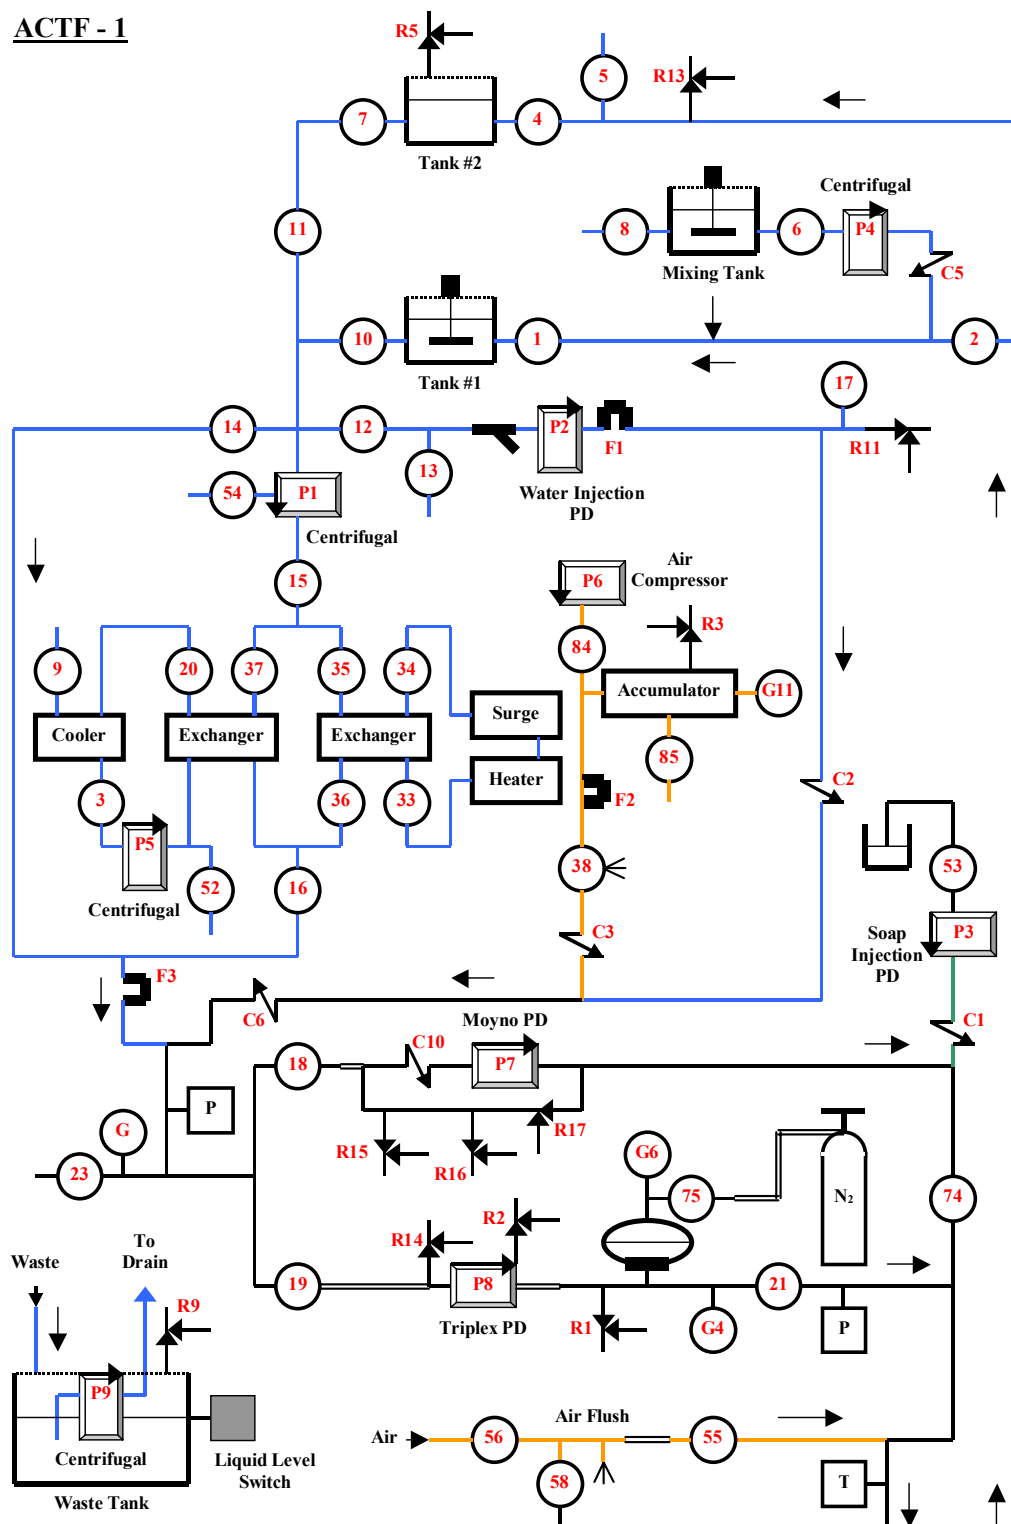 ACTF - 1
R5
5
R13
7
4
Tank #2
Centrifugal
11
8
6
P4
Mixing Tank
C5
10
1
2
Tank #1
17
14
12
P2
F1
R11
13
54
P1
Water Injection
PD
Centrifugal
Air
Compressor
15
P6
R3
84
9
20
37
35
34
Accumulator
G11
Surge
Cooler
Exchanger
Exchanger
85
Heater
C2
3
36
33
F2
P5
38
53
52
16
Centrifugal
C3
Soap
Injection
PD
P3
F3
C6
Moyno PD
C1
18
C10
P7
P
G
R17
R15
R16
G6
23
75
N2
74
R2
To
Drain
R14
Waste
19
P8
21
R9
Triplex PD
R1
G4
P
P9
Air Flush
Air
56
55
Centrifugal
Liquid Level
Switch
58
T
Waste Tank